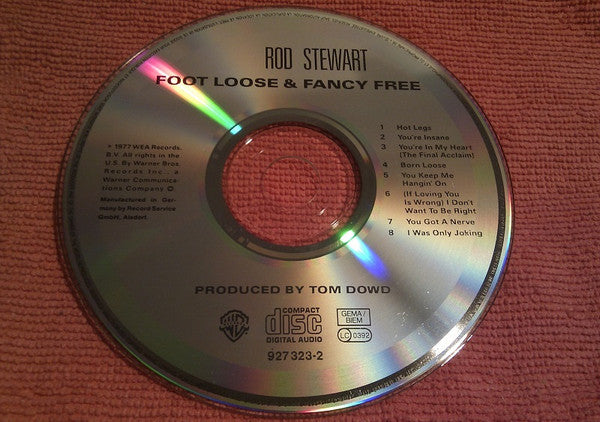 ROD STEWART
FOOT LOOSE & FANCY FREE
℗ 1977 WEA Records.
B.V. All rights in the
U.S. By Warner Bros.
Records Inc., a
Warner Communica-
tions Company ©.
Manufactured in Ger-
many by Record Service
GmbH, Alsdorf.
1 Hot Legs
2 You're Insane
3 You're In My Heart
(The Final Acclaim)
4 Born Loose
5 You Keep Me
Hangin' On
6 (If Loving You
Is Wrong) I Don't
Want To Be Right
7 You Got A Nerve
8 I Was Only Joking
PRODUCED BY TOM DOWD
WB
COMPACT
disc
DIGITAL AUDIO
GEMA/
BIEM
LC 0392
927 323-2